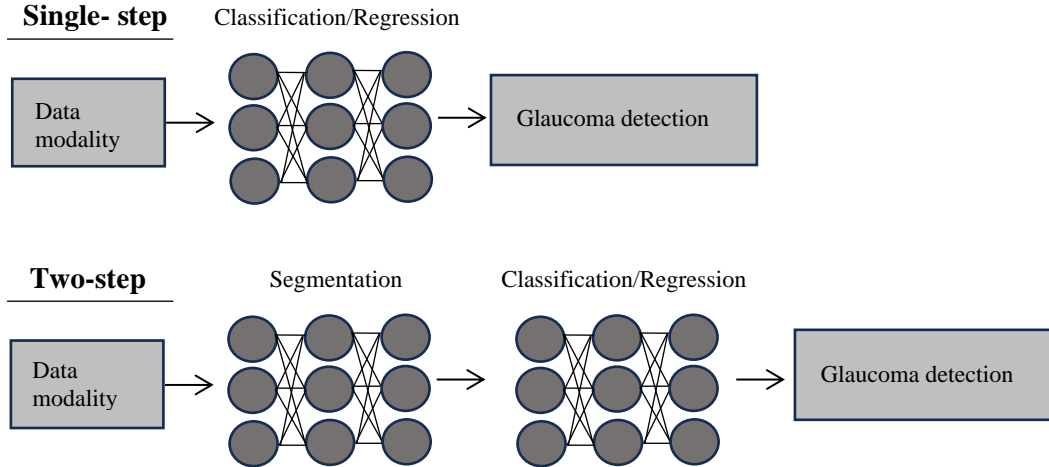 Single- step
Classification/Regression
Data
modality
Glaucoma detection
Two-step
Segmentation
Classification/Regression
Data
modality
Glaucoma detection